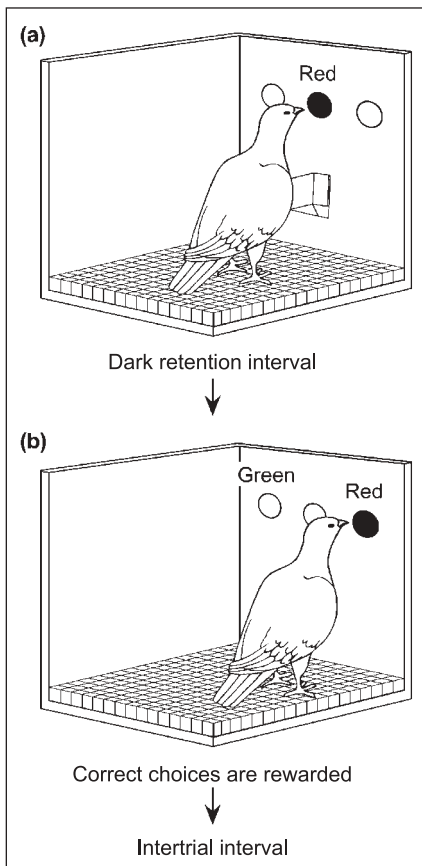 (a)
Red
Dark retention interval
(b)
Green
Red
Correct choices are rewarded
Intertrial interval